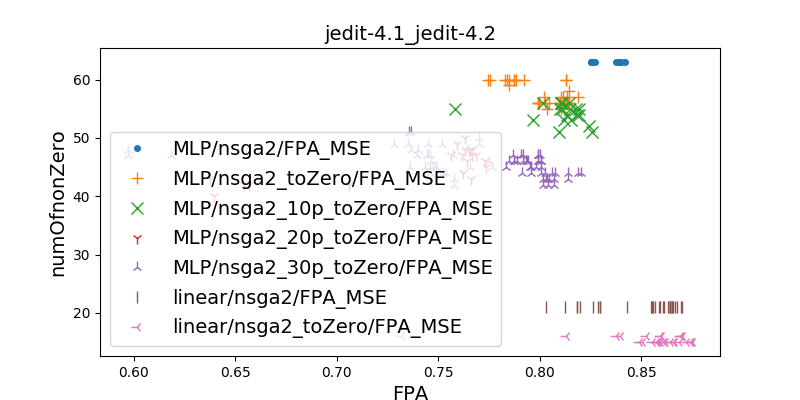 jedit-4.1_jedit-4.2
numOfnonZero
60
50
40
30
20
MLP/nsga2/FPA_MSE
MLP/nsga2_toZero/FPA_MSE
MLP/nsga2_10p_toZero/FPA_MSE
MLP/nsga2_20p_toZero/FPA_MSE
MLP/nsga2_30p_toZero/FPA_MSE
linear/nsga2/FPA_MSE
linear/nsga2_toZero/FPA_MSE
0.60 0.65 0.70 0.75 0.80 0.85
FPA